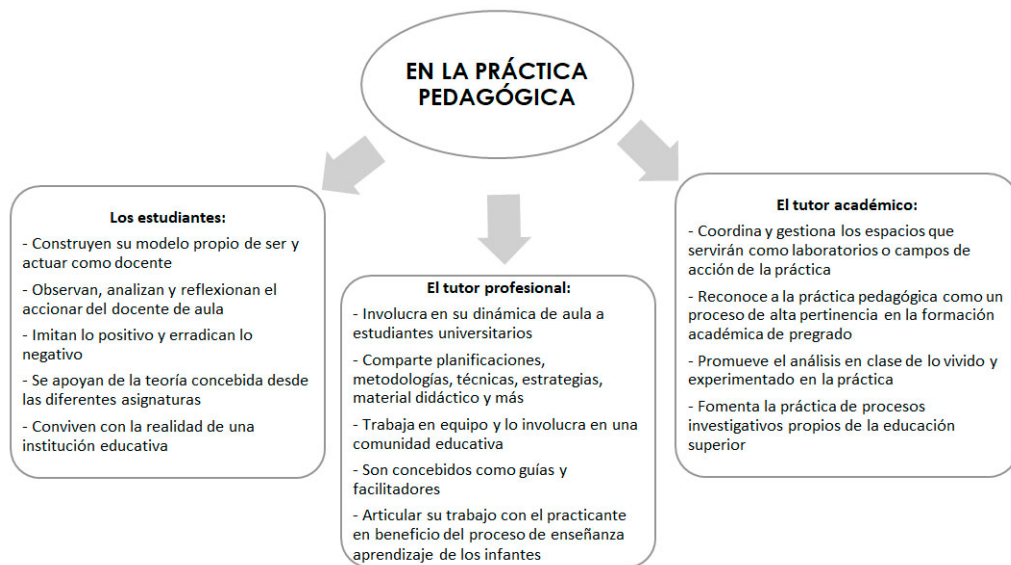 EN LA PRÁCTICA
PEDAGÓGICA
Los estudiantes:
- Construyen su modelo propio de ser y
actuar como docente
- Observan, analizan y reflexionan el
accionar del docente de aula
- Imitan lo positivo y erradican lo
negativo
- Se apoyan de la teoría concebida desde
las diferentes asignaturas
- Conviven con la realidad de una
institución educativa
El tutor profesional:
- Involucra en su dinámica de aula a
estudiantes universitarios
- Comparte planificaciones,
metodologías, técnicas, estrategias,
material didáctico y más
- Trabaja en equipo y lo involucra en una
comunidad educativa
- Son concebidos como guías y
facilitadores
- Articular su trabajo con el practicante
en beneficio del proceso de enseñanza
aprendizaje de los infantes
El tutor académico:
- Coordina y gestiona los espacios que
servirán como laboratorios o campos de
acción de la práctica
- Reconoce a la práctica pedagógica como un
proceso de alta pertinencia en la formación
académica de pregrado
- Promueve el análisis en clase de lo vivido y
experimentado en la práctica
- Fomenta la práctica de procesos
investigativos propios de la educación
superior